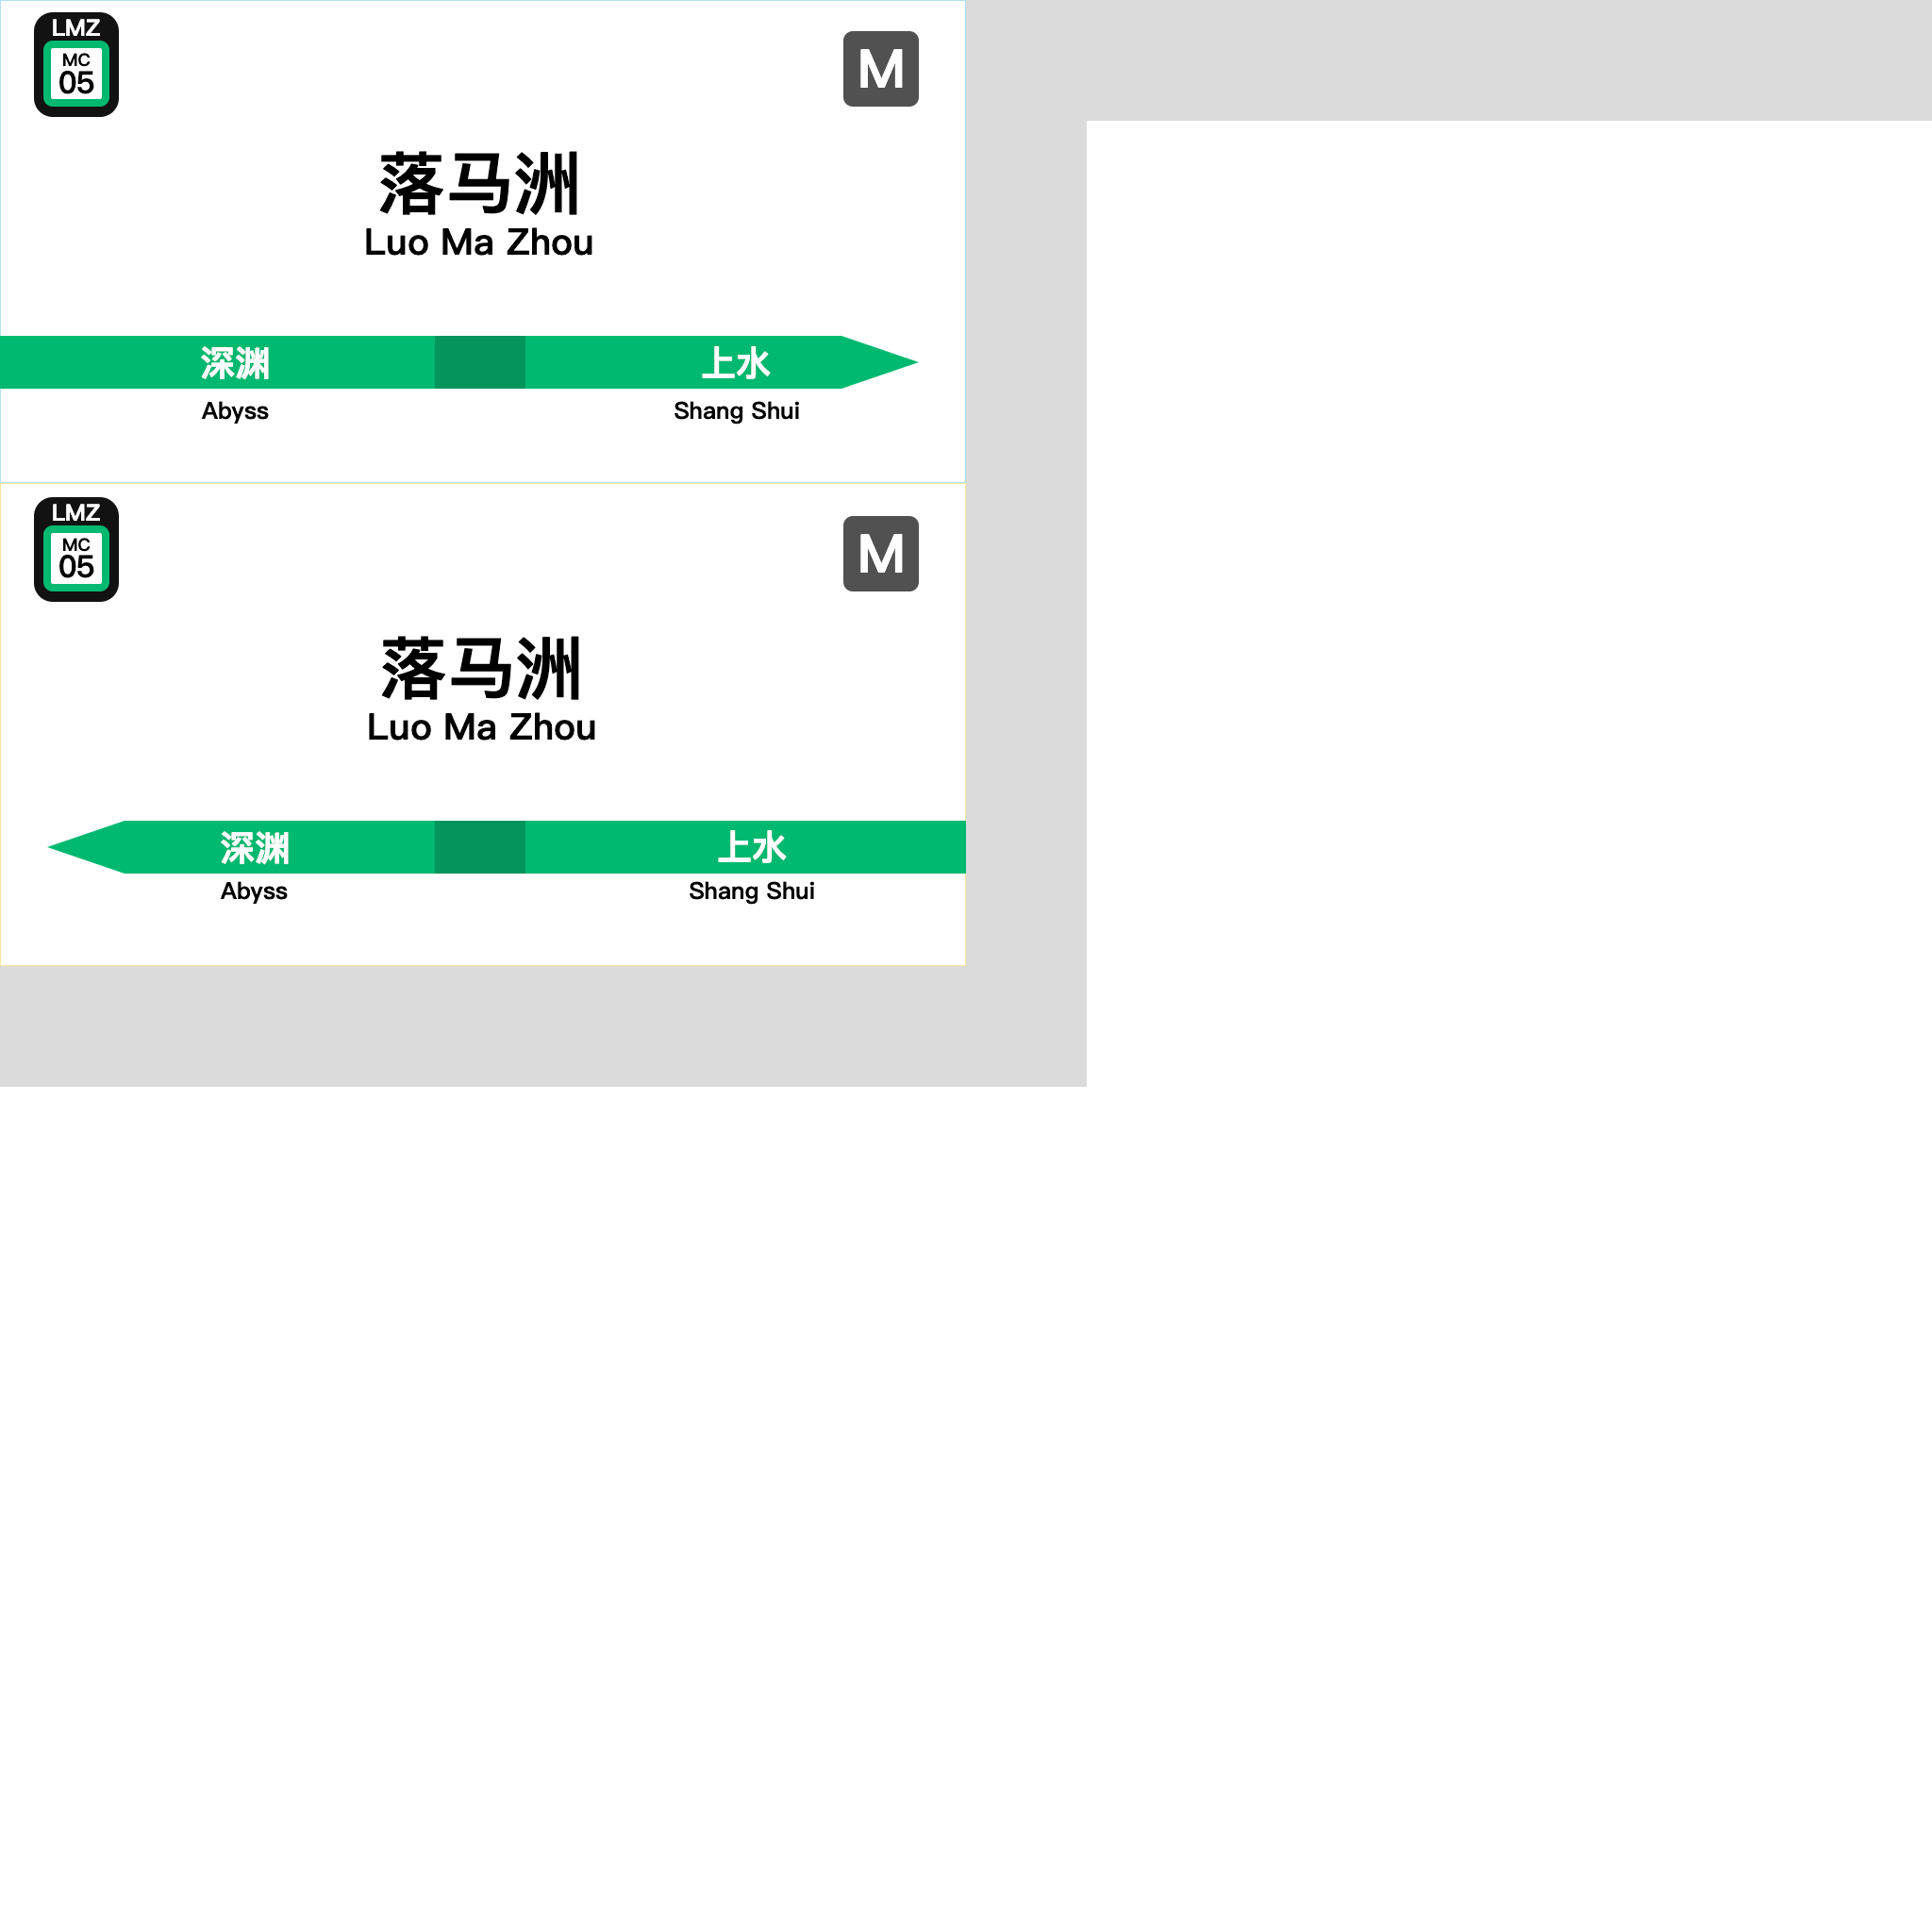 LMZ
MC
05
M
落马洲
Luo Ma Zhou
深渊
上水
Abyss
Shang Shui
LMZ
MC
05
M
落马洲
Luo Ma Zhou
深渊
上水
Abyss
Shang Shui